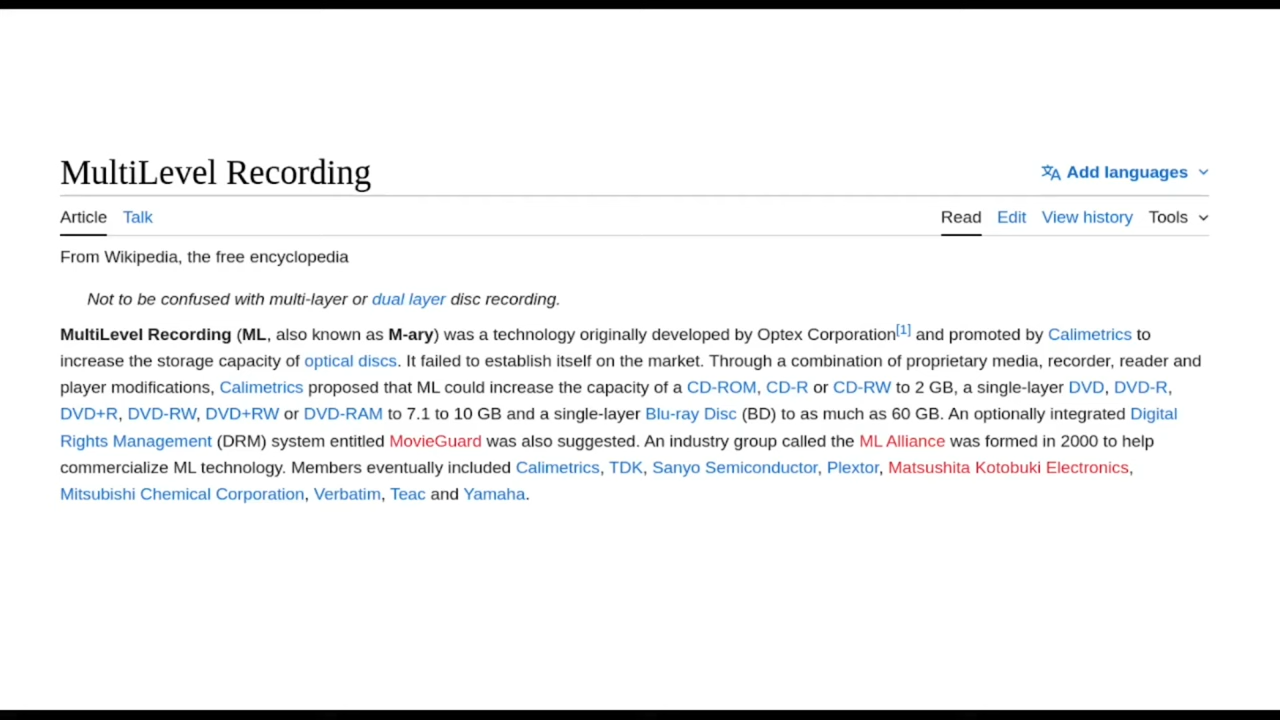 MultiLevel Recording
Add languages
Article Talk Read Edit View history Tools
From Wikipedia, the free encyclopedia
Not to be confused with multi-layer or dual layer disc recording.
MultiLevel Recording (ML, also known as M-ary) was a technology originally developed by Optex Corporation[1] and promoted by Calimetrics to
increase the storage capacity of optical discs. It failed to establish itself on the market. Through a combination of proprietary media, recorder, reader and
player modifications, Calimetrics proposed that ML could increase the capacity of a CD-ROM, CD-R or CD-RW to 2 GB, a single-layer DVD, DVD-R,
DVD+R, DVD-RW, DVD+RW or DVD-RAM to 7.1 to 10 GB and a single-layer Blu-ray Disc (BD) to as much as 60 GB. An optionally integrated Digital
Rights Management (DRM) system entitled MovieGuard was also suggested. An industry group called the ML Alliance was formed in 2000 to help
commercialize ML technology. Members eventually included Calimetrics, TDK, Sanyo Semiconductor, Plextor, Matsushita Kotobuki Electronics,
Mitsubishi Chemical Corporation, Verbatim, Teac and Yamaha.